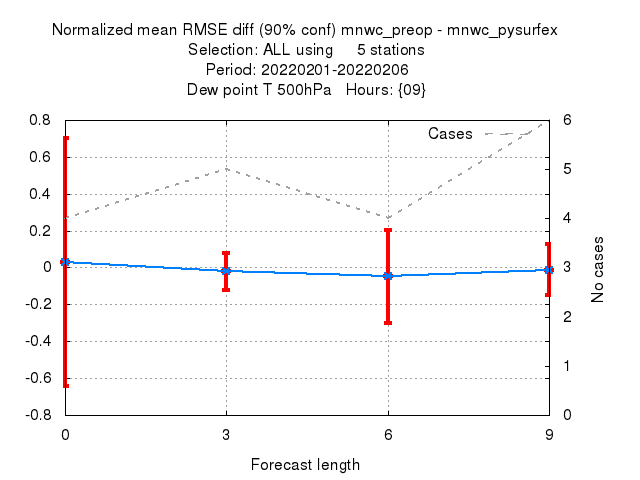 Normalized mean RMSE diff (90% conf) mnwc_preop - mnwc_pysurfex
Selection: ALL using 5 stations
Period: 20220201-20220206
Dew point T 500hPa Hours: {09}
Cases
0.8
0.6
0.4
0.2
0
-0.2
-0.4
-0.6
-0.8
6
5
4
3
2
1
0
No cases
0 3 6 9
Forecast length